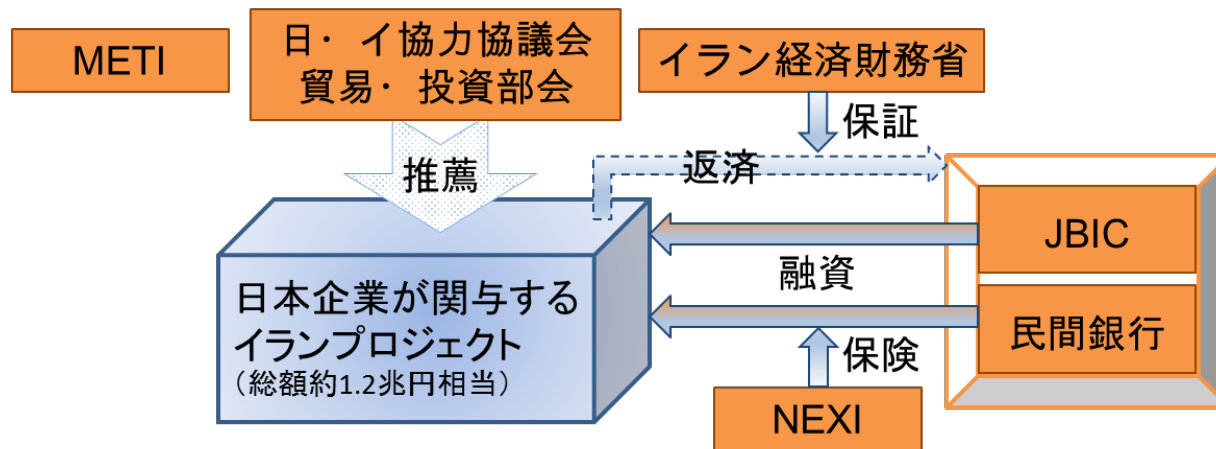 METI
日・イ協力協議会
貿易・投資部会
イラン経済財務省
保証
推薦
返済
JBIC
融資
日本企業が関与する
イランプロジェクト
（総額約1.2兆円相当）
民間銀行
保険
NEXI